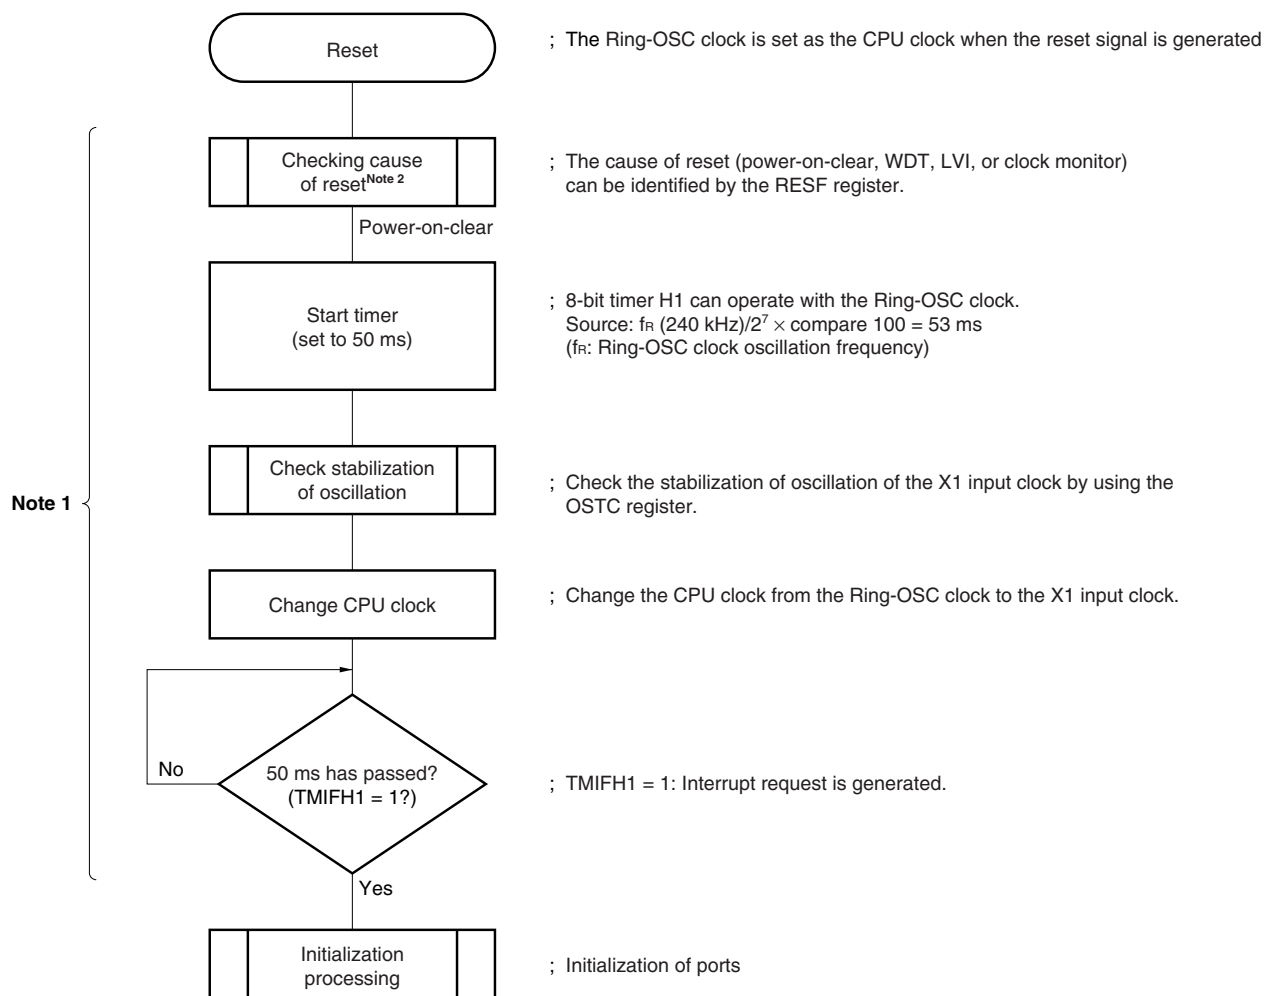 Reset
; The Ring-OSC clock is set as the CPU clock when the reset signal is generated
Checking cause
of reset Note 2
; The cause of reset (power-on-clear, WDT, LVI, or clock monitor)
can be identified by the RESF register.
Power-on-clear
Start timer
(set to 50 ms)
; 8-bit timer H1 can operate with the Ring-OSC clock.
Source: fR (240 kHz)/2⁷ × compare 100 = 53 ms
(fR: Ring-OSC clock oscillation frequency)
Note 1
Check stabilization
of oscillation
; Check the stabilization of oscillation of the X1 input clock by using the
OSTC register.
Change CPU clock
; Change the CPU clock from the Ring-OSC clock to the X1 input clock.
No
50 ms has passed?
(TMIFH1 = 1?)
; TMIFH1 = 1: Interrupt request is generated.
Yes
Initialization
processing
; Initialization of ports